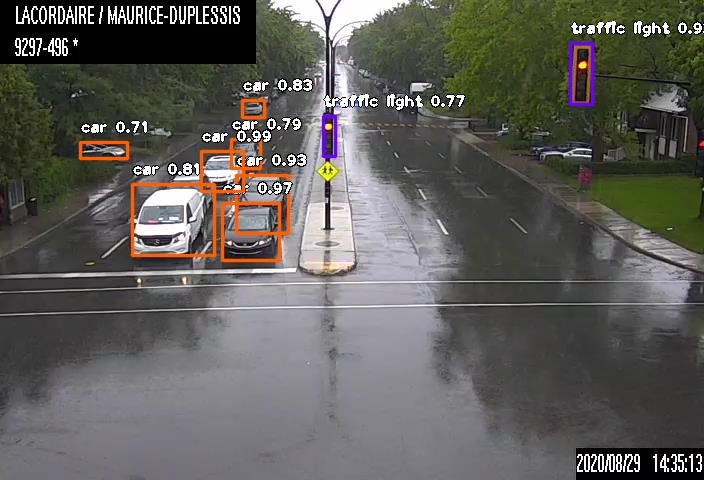 LACORDAIRE / MAURICE-DUPLESSIS
9297-496 *
traffic light 0.9
car 0.83
traffic light 0.77
car 0.79
car 0.71
car 0.99
car 0.93
car 0.81
car 0.97
2020/08/29 14:35:13